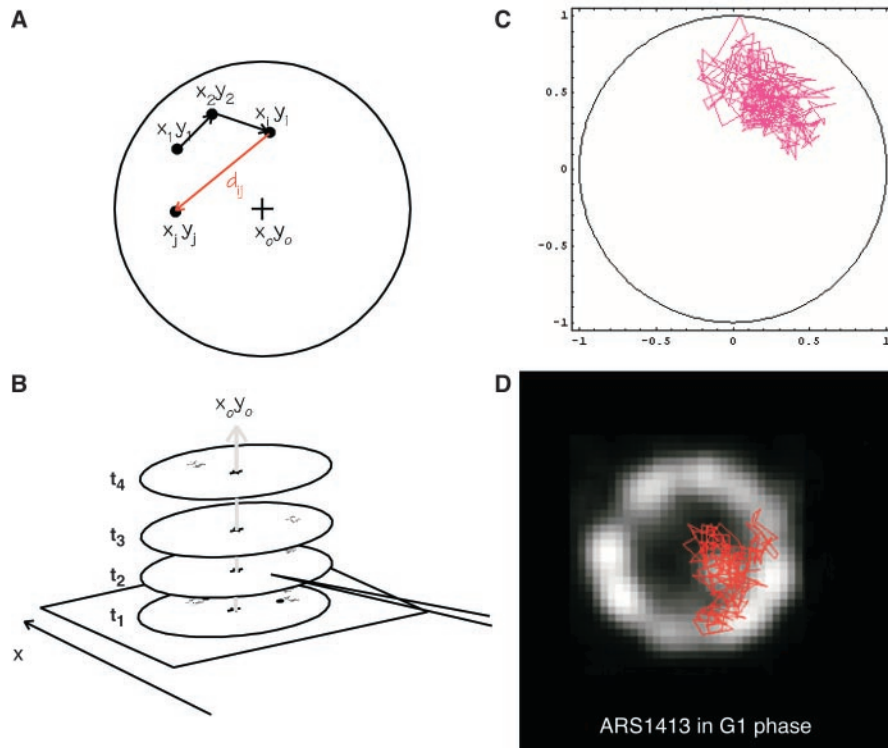 A
x₂y₂
x₁y₁
xᵢyᵢ
dᵢⱼ
xⱼyⱼ
xₒyₒ
B
xₒyₒ
t₄
t₃
t₂
t₁
x
C
1
0.5
0
-0.5
-1
-1
-0.5
0
0.5
1
D
ARS1413 in G1 phase